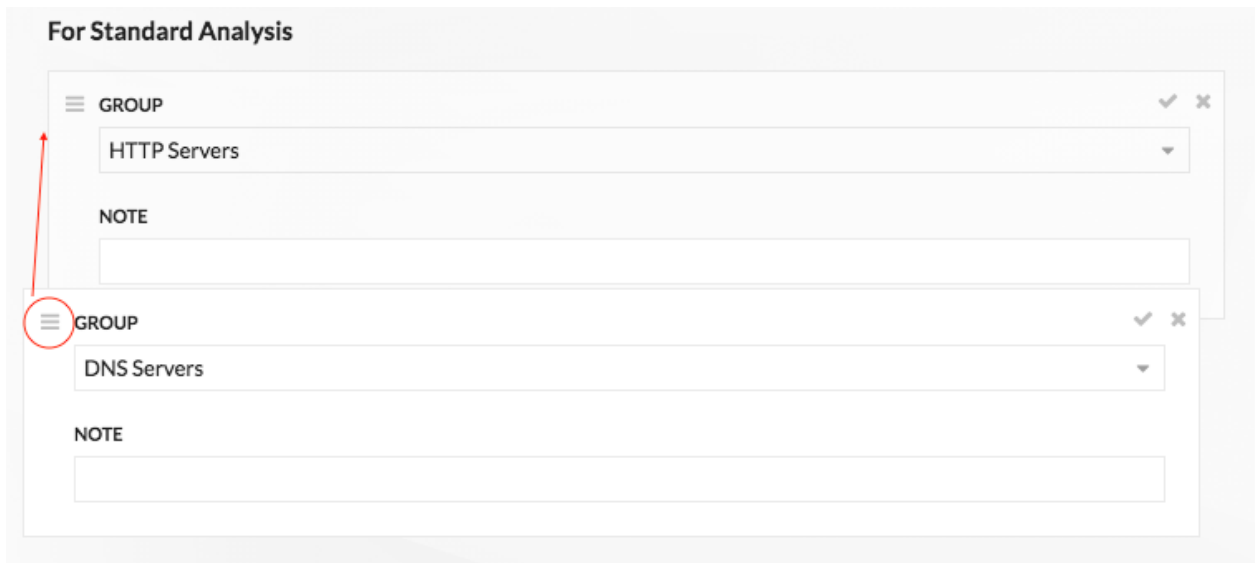 For Standard Analysis
GROUP
HTTP Servers
NOTE
GROUP
DNS Servers
NOTE